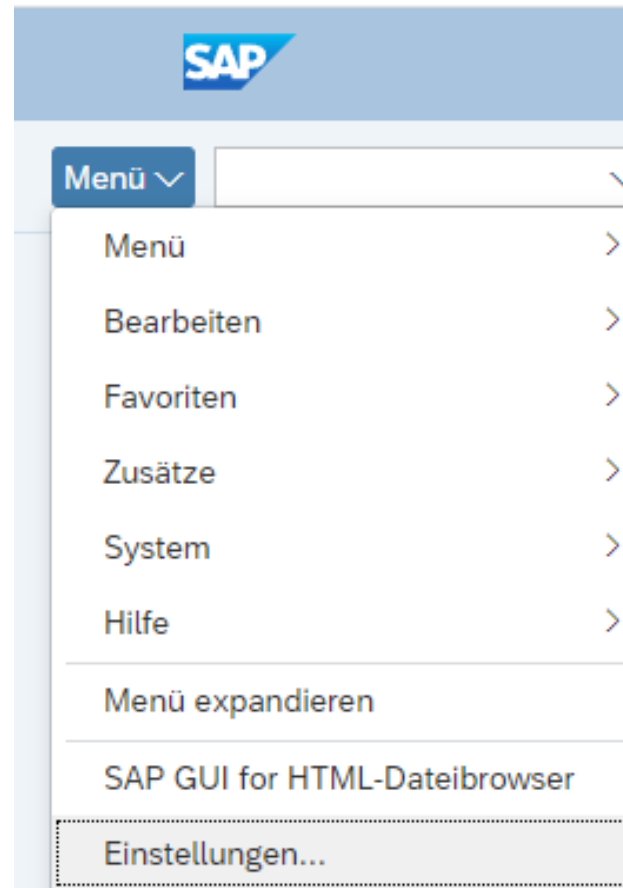 SAP
Menü
Menü
Bearbeiten
Favoriten
Zusätze
System
Hilfe
Menü expandieren
SAP GUI for HTML-Dateibrowser
Einstellungen...